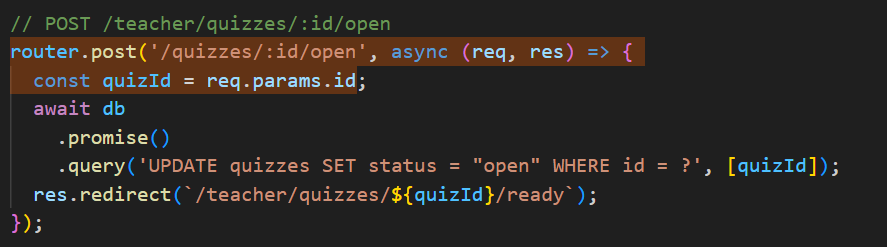 // POST /teacher/quizzes/:id/open
router.post('/quizzes/:id/open', async (req, res) => {
  const quizId = req.params.id;
  await db
    .promise()
    .query('UPDATE quizzes SET status = "open" WHERE id = ?', [quizId]);
  res.redirect(`/teacher/quizzes/${quizId}/ready`);
});